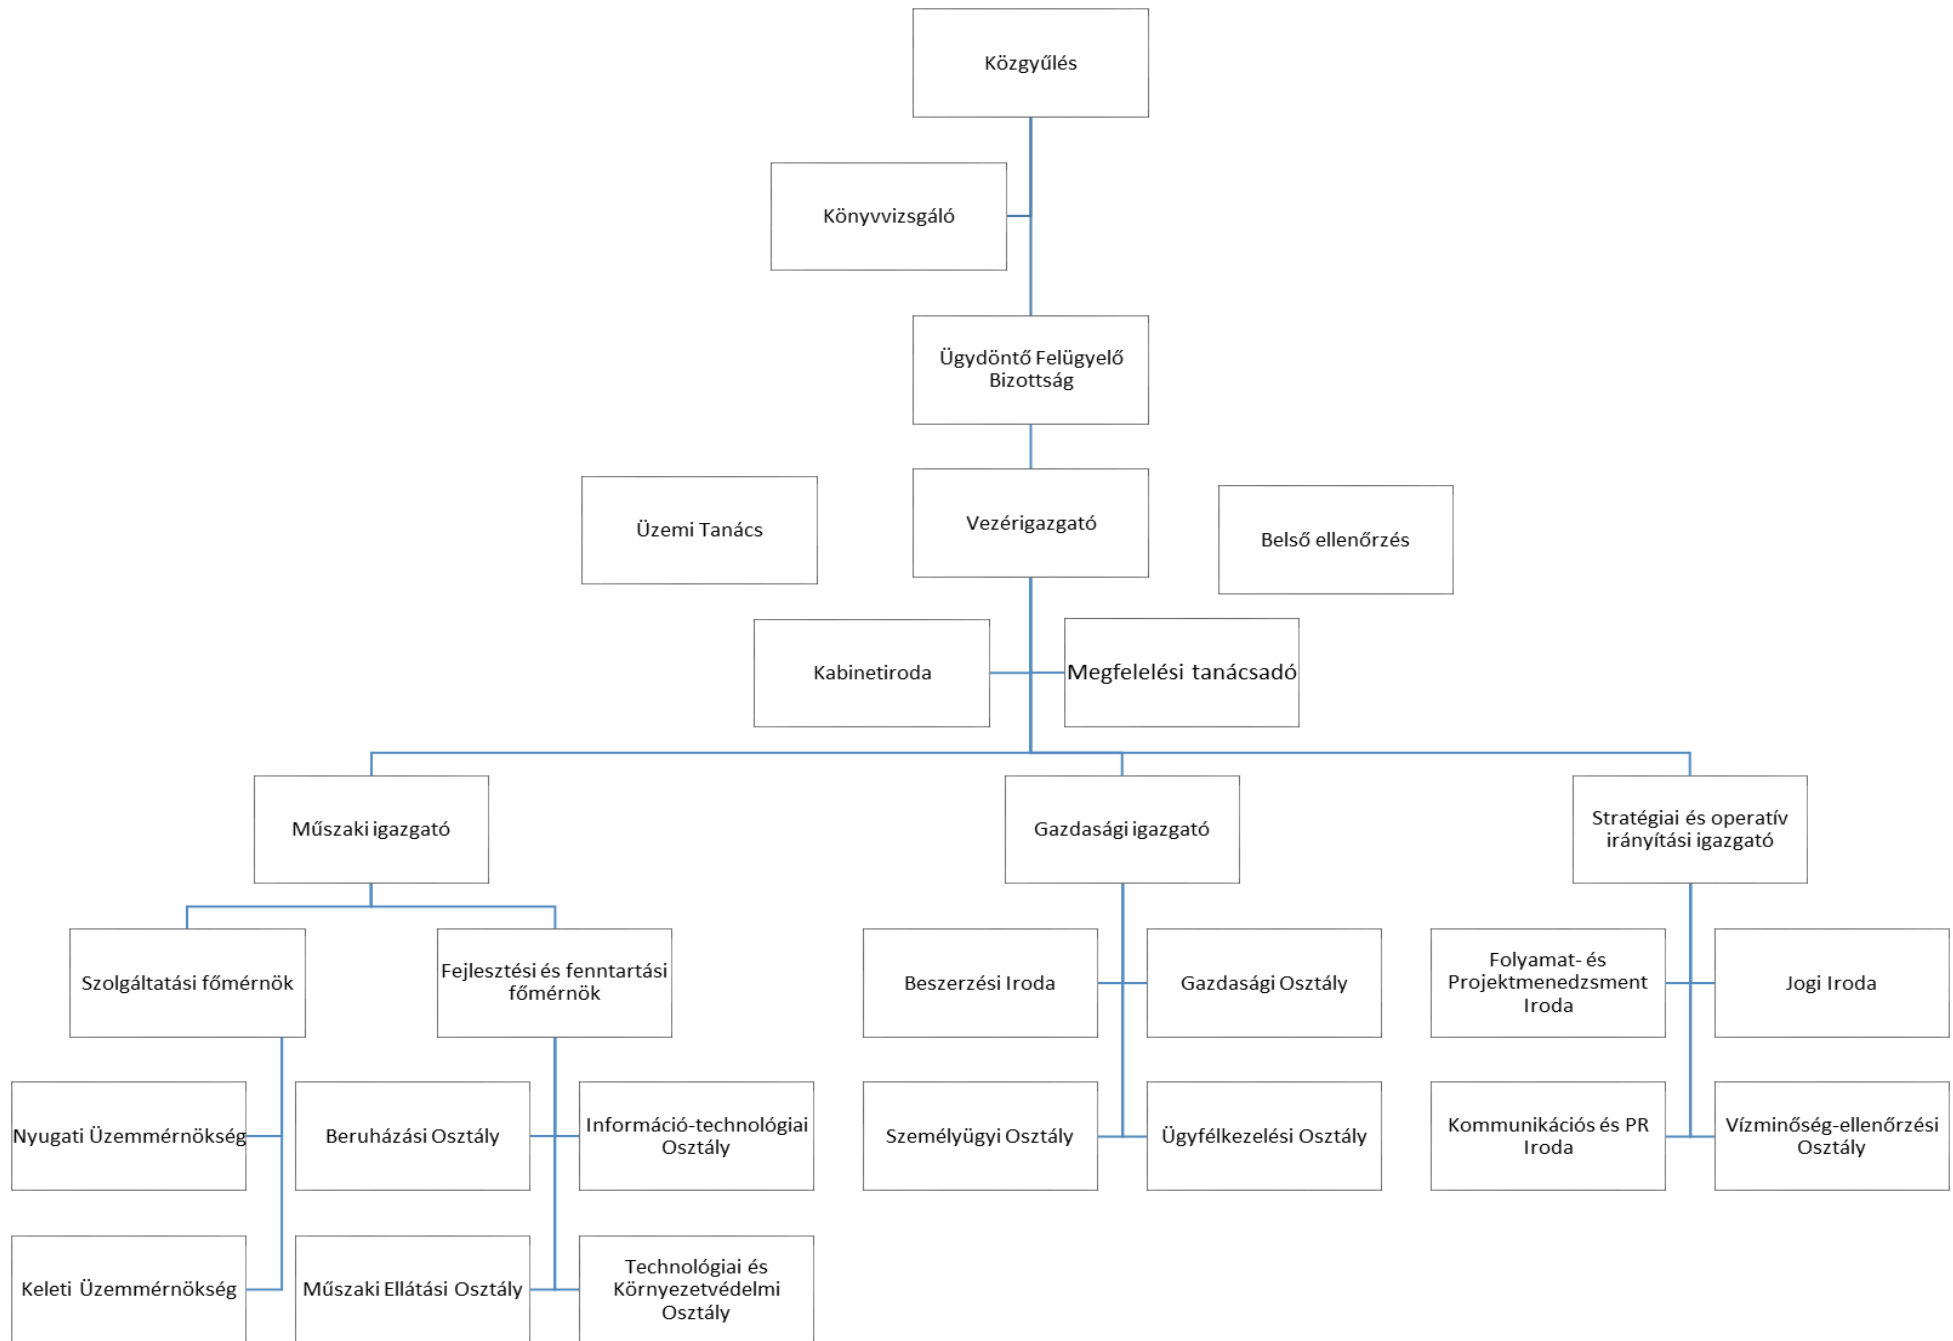 Közgyűlés
Könyvvizsgáló
Ügydöntő Felügyelő
Bizottság
Üzemi Tanács
Vezérigazgató
Belső ellenőrzés
Kabinetiroda
Megfelelési tanácsadó
Műszaki igazgató
Gazdasági igazgató
Stratégiai és operatív
irányítási igazgató
Szolgáltatási főmérnök
Fejlesztési és fenntartási
főmérnök
Beszerzési Iroda
Gazdasági Osztály
Folyamat- és
Projektmenedzsment
Iroda
Jogi Iroda
Nyugati Üzemmérnökség
Beruházási Osztály
Információ-technológiai
Osztály
Személyügyi Osztály
Ügyfélkezelési Osztály
Kommunikációs és PR
Iroda
Vízminőség-ellenőrzési
Osztály
Keleti Üzemmérnökség
Műszaki Ellátási Osztály
Technológiai és
Környezetvédelmi
Osztály